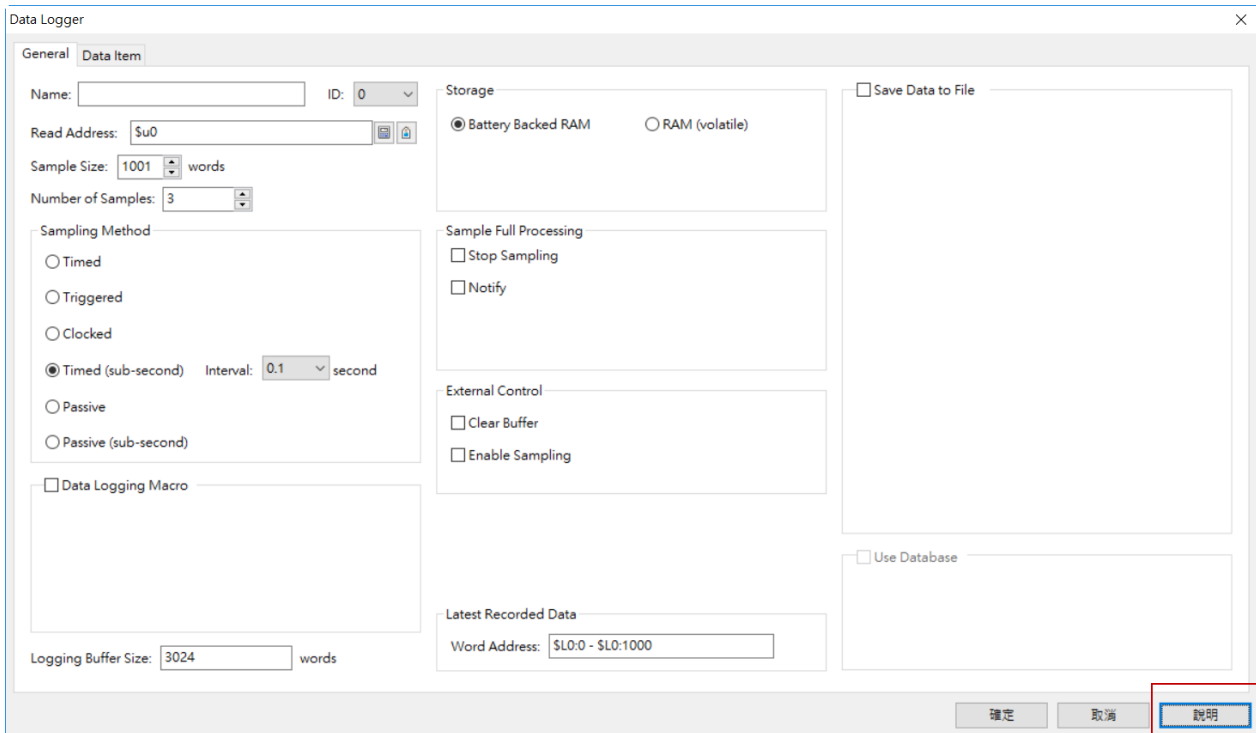 Data Logger
General Data Item
Name: ID: 0
Read Address: $u0
Sample Size: 1001 words
Number of Samples: 3
Sampling Method
Timed
Triggered
Clocked
Timed (sub-second) Interval: 0.1 second
Passive
Passive (sub-second)
Data Logging Macro
Logging Buffer Size: 3024 words
Storage
Battery Backed RAM RAM (volatile)
Sample Full Processing
Stop Sampling
Notify
External Control
Clear Buffer
Enable Sampling
Latest Recorded Data
Word Address: $L0:0 - $L0:1000
Save Data to File
Use Database
確定 取消 說明